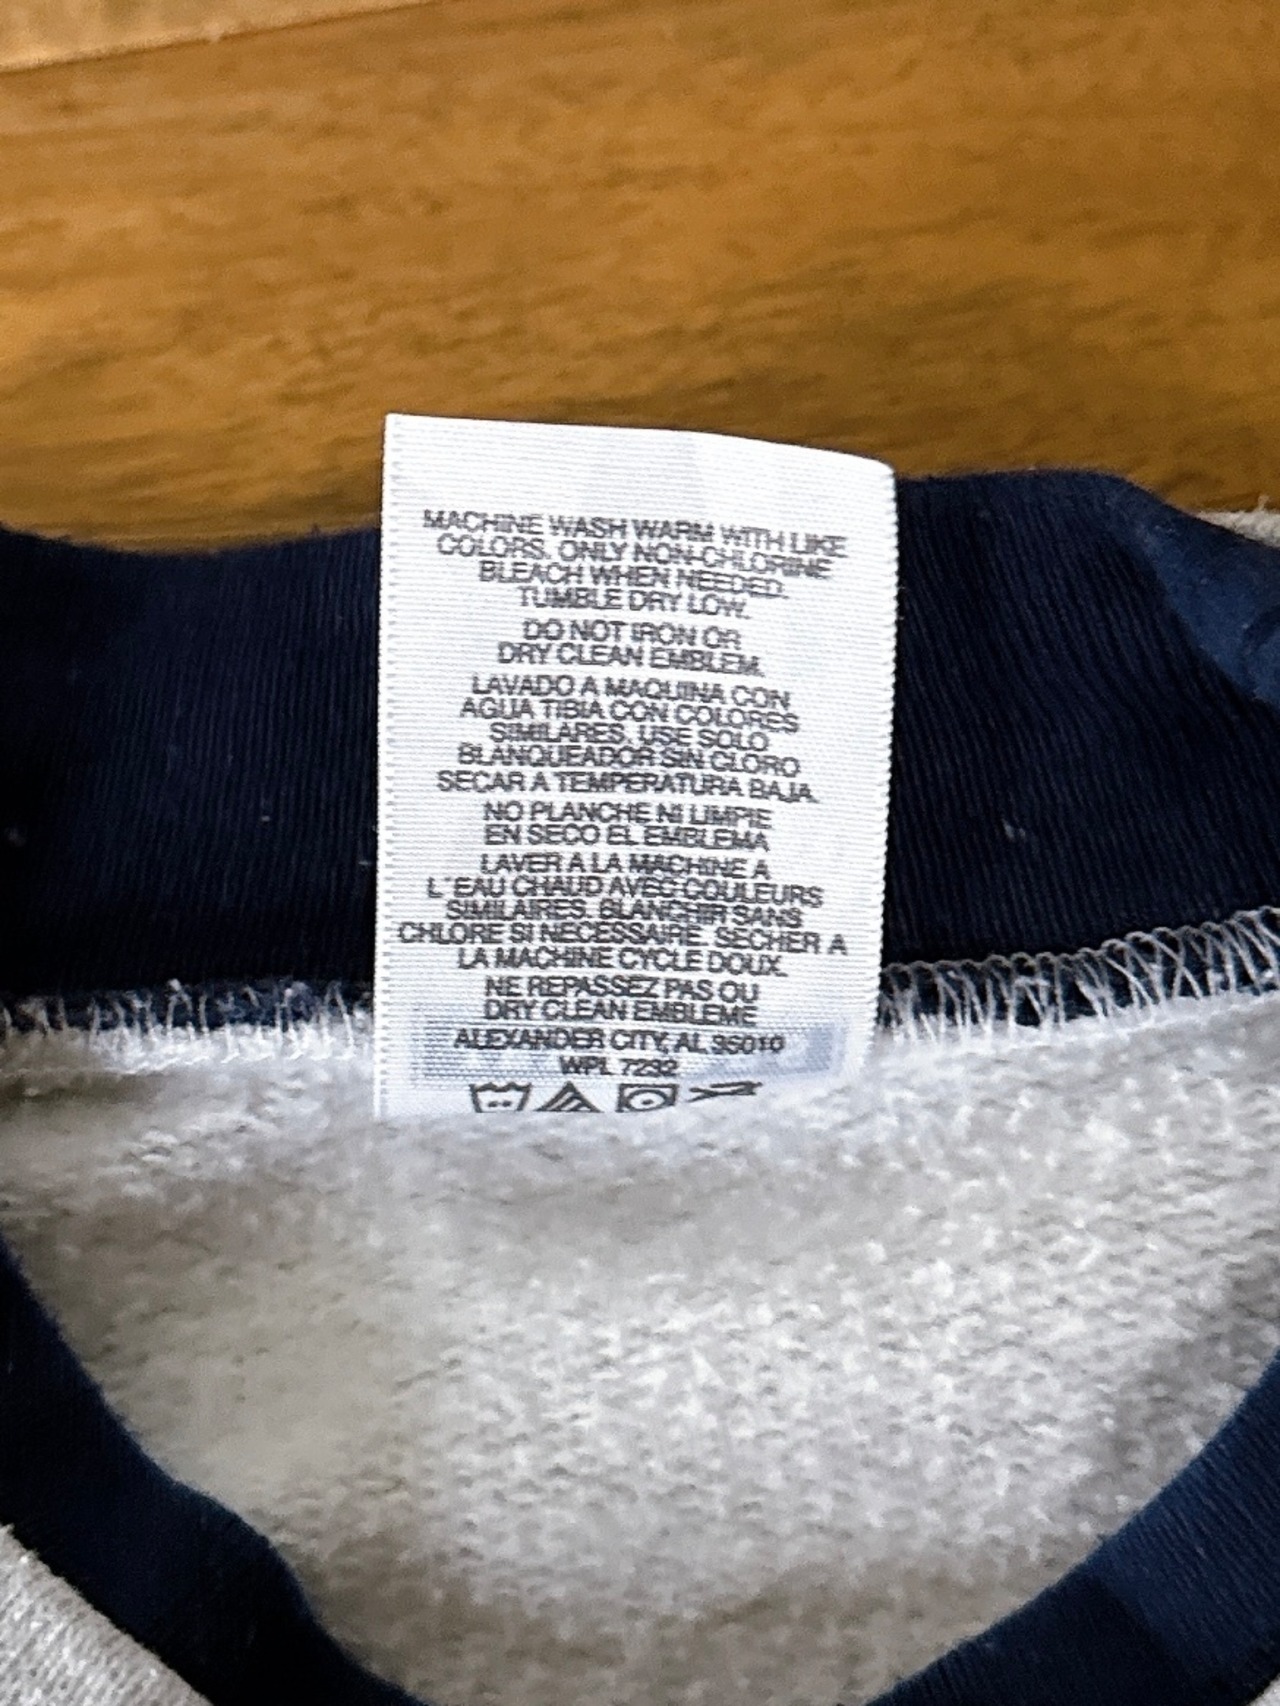 MACHINE WASH WARM WITH LIKE
COLORS. ONLY NON-CHLORINE
BLEACH WHEN NEEDED.
TUMBLE DRY LOW.
DO NOT IRON OR
DRY CLEAN EMBLEM.
LAVADO A MAQUINA CON
AGUA TIBIA CON COLORES
SIMILARES. USE SOLO
BLANQUEADOR SIN CLORO
SECAR A TEMPERATURA BAJA.
NO PLANCHE NI LIMPIE
EN SECO EL EMBLEMA
LAVER A LA MACHINE A
L'EAU CHAUD AVEC COULEURS
SIMILAIRES. BLANCHIR SANS
CHLORE SI NECESSAIRE. SECHER A
LA MACHINE CYCLE DOUX.
NE REPASSEZ PAS OU
DRY CLEAN EMBLEME
ALEXANDER CITY, AL 35010
WPL 7232